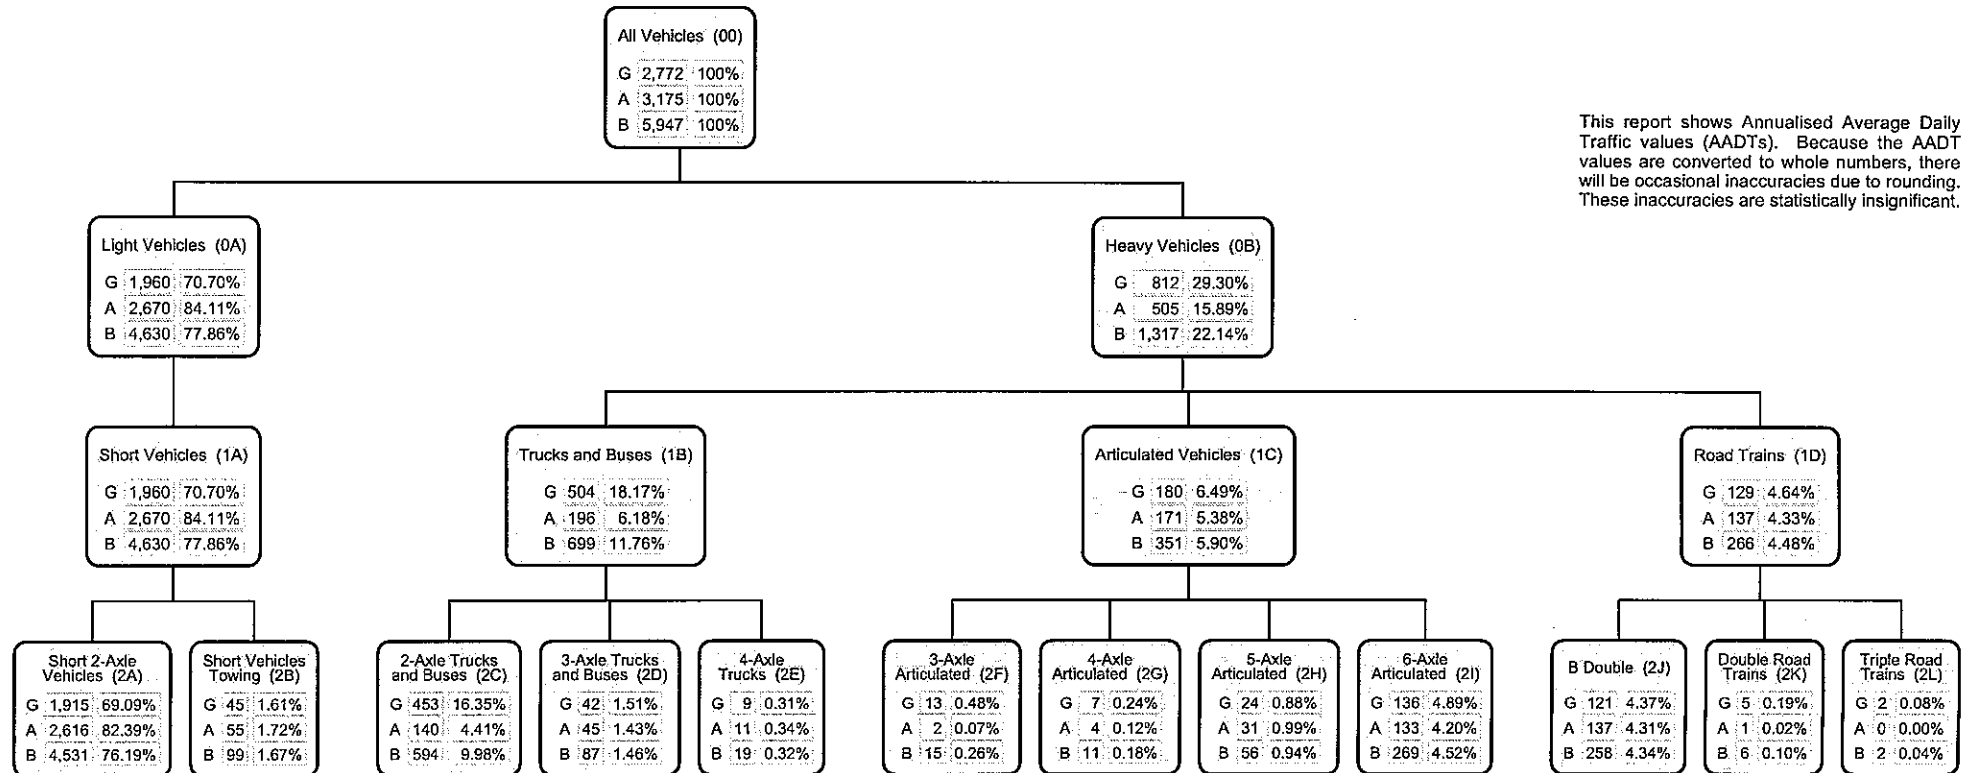 All Vehicles (00)
G 2,772 100%
A 3,175 100%
B 5,947 100%
This report shows Annualised Average Daily
Traffic values (AADTs). Because the AADT
values are converted to whole numbers, there
will be occasional inaccuracies due to rounding.
These inaccuracies are statistically insignificant.
Light Vehicles (0A)
G 1,960 70.70%
A 2,670 84.11%
B 4,630 77.86%
Heavy Vehicles (0B)
G 812 29.30%
A 505 15.89%
B 1,317 22.14%
Short Vehicles (1A)
G 1,960 70.70%
A 2,670 84.11%
B 4,630 77.86%
Trucks and Buses (1B)
G 504 18.17%
A 196 6.18%
B 699 11.76%
Articulated Vehicles (1C)
G 180 6.49%
A 171 5.38%
B 351 5.90%
Road Trains (1D)
G 129 4.64%
A 137 4.33%
B 266 4.48%
Short 2-Axle
Vehicles (2A)
G 1,915 69.09%
A 2,616 82.39%
B 4,531 76.19%
Short Vehicles
Towing (2B)
G 45 1.61%
A 55 1.72%
B 99 1.67%
2-Axle Trucks
and Buses (2C)
G 453 16.35%
A 140 4.41%
B 594 9.98%
3-Axle Trucks
and Buses (2D)
G 42 1.51%
A 45 1.43%
B 87 1.46%
4-Axle
Trucks (2E)
G 9 0.31%
A 11 0.34%
B 19 0.32%
3-Axle
Articulated (2F)
G 13 0.48%
A 2 0.07%
B 15 0.26%
4-Axle
Articulated (2G)
G 7 0.24%
A 4 0.12%
B 11 0.18%
5-Axle
Articulated (2H)
G 24 0.88%
A 31 0.99%
B 56 0.94%
6-Axle
Articulated (2I)
G 136 4.89%
A 133 4.20%
B 269 4.52%
B Double (2J)
G 121 4.37%
A 137 4.31%
B 258 4.34%
Double Road
Trains (2K)
G 5 0.19%
A 1 0.02%
B 6 0.10%
Triple Road
Trains (2L)
G 2 0.08%
A 0 0.00%
B 2 0.04%